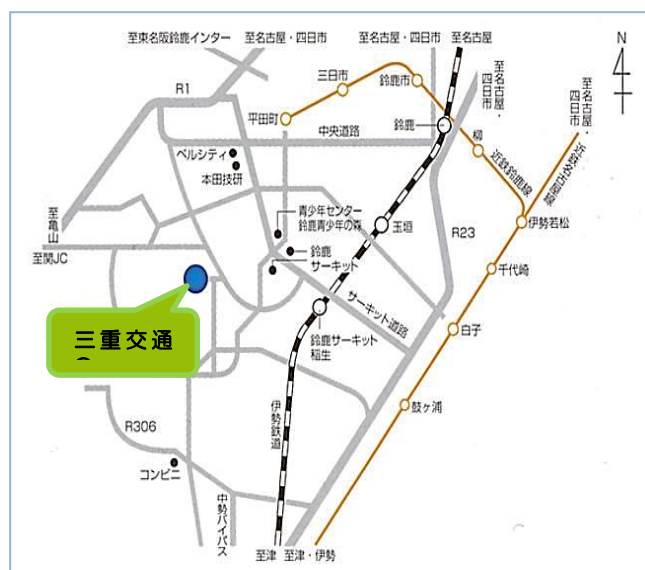 至東名阪鈴鹿インター
至名古屋・四日市
至名古屋・四日市
至名古屋
N
至名古屋・
四日市
至名古屋・
四日市
R1
三日市
鈴鹿市
平田町
鈴鹿
中央道路
柳
近鉄鈴鹿線
近鉄名古屋線
ベルシティ
本田技研
至亀山
青少年センター
鈴鹿青少年の森
玉垣
伊勢若松
R23
至関JC
鈴鹿
サーキット
千代崎
サーキット道路
三重交通
鈴鹿サーキット
稲生
白子
鼓ヶ浦
伊勢鉄道
R306
コンビニ
中勢バイパス
至津
至津・伊勢